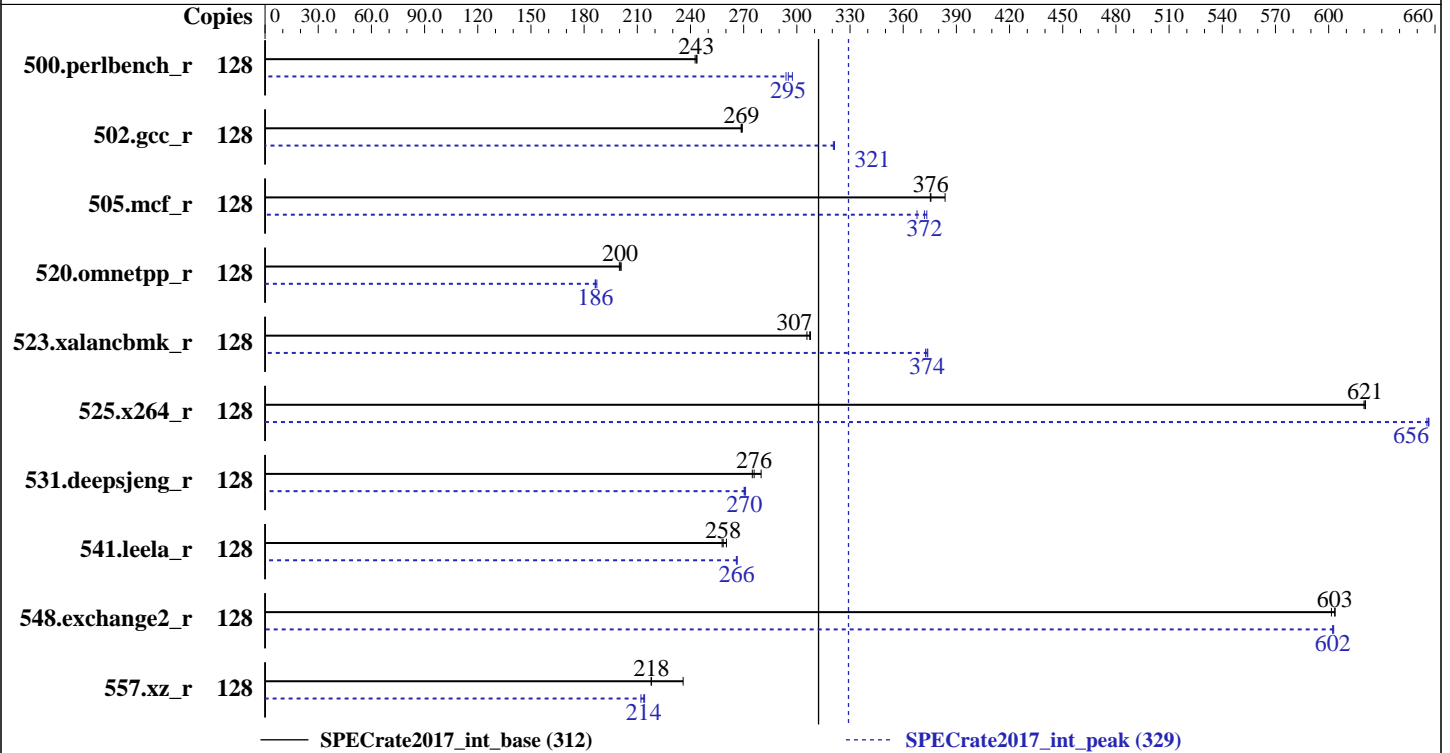 Copies 0 30.0 60.0 90.0 120 150 180 210 240 270 300 330 360 390 420 450 480 510 540 570 600 660
243
500.perlbench_r 128
295
269
502.gcc_r 128
321
376
505.mcf_r 128
372
200
520.omnetpp_r 128
186
307
523.xalancbmk_r 128
374
621
525.x264_r 128
656
276
531.deepsjeng_r 128
270
258
541.leela_r 128
266
603
548.exchange2_r 128
602
218
557.xz_r 128
214
SPECrate2017_int_base (312) SPECrate2017_int_peak (329)